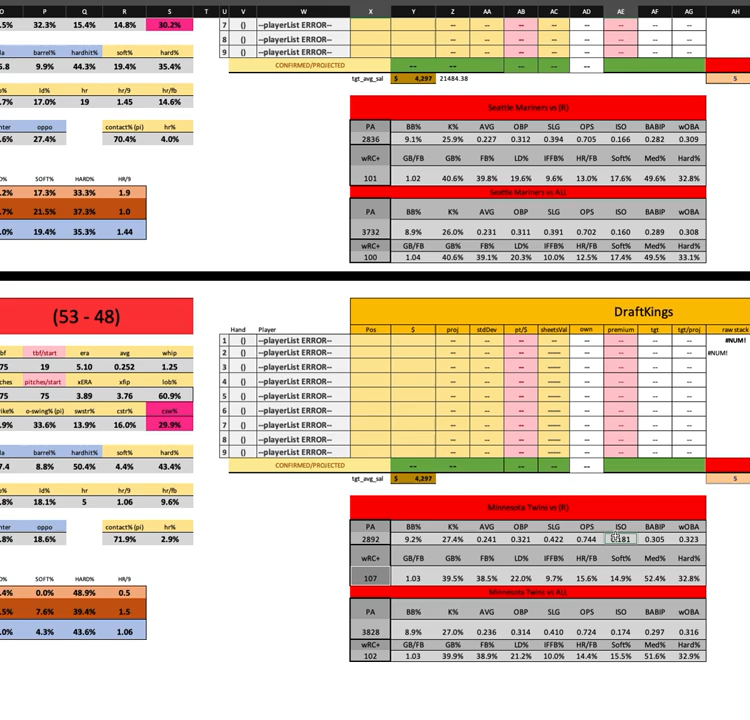 O P Q R S T U V W X Y Z AA AB AC AD AE AF AG AH
.5% 32.3% 15.4% 14.8% 30.2% 7 () --playerList ERROR-- -- -- -- -- -- -- --
8 () --playerList ERROR-- -- -- -- -- -- -- --
la barrel% hardhit% soft% hard% 9 () --playerList ERROR-- -- -- -- -- -- -- --
5.8 9.9% 44.3% 19.4% 35.4% CONFIRMED/PROJECTED -- -- -- -- --
tgt_avg_sal $ 4,297 21484.38 5
b% ld% hr hr/9 hr/fb
.7% 17.0% 19 1.45 14.6%
Seattle Mariners vs (R)
nter oppo contact% (pi) hr% PA BB% K% AVG OBP SLG OPS ISO BABIP wOBA
.6% 27.4% 70.4% 4.0% 2836 9.1% 25.9% 0.227 0.312 0.394 0.705 0.166 0.282 0.309
wRC+ GB/FB GB% FB% LD% IFFB% HR/FB Soft% Med% Hard%
D% SOFT% HARD% HR/9 101 1.02 40.6% 39.8% 19.6% 9.6% 13.0% 17.6% 49.6% 32.8%
.2% 17.3% 33.3% 1.9 Seattle Mariners vs ALL
.7% 21.5% 37.3% 1.0 PA BB% K% AVG OBP SLG OPS ISO BABIP wOBA
.0% 19.4% 35.3% 1.44 3732 8.9% 26.0% 0.231 0.311 0.391 0.702 0.160 0.289 0.308
wRC+ GB/FB GB% FB% LD% IFFB% HR/FB Soft% Med% Hard%
100 1.04 40.6% 39.1% 20.3% 10.0% 12.5% 17.4% 49.5% 33.1%
(53 - 48) DraftKings
Hand Player Pos $ proj stdDev pt/$ sheetsVal own premium tgt tgt/proj raw stack
1 () --playerList ERROR-- -- -- -- -- -- #NUM!
bf tbf/start era avg whip 2 () --playerList ERROR-- -- -- ---- -- -- -- #NUM!
75 19 5.10 0.252 1.25 3 () --playerList ERROR-- -- -- ---- -- -- --
ches pitches/start xERA xfip lob% 4 () --playerList ERROR-- -- -- ---- -- -- --
75 75 3.89 3.76 60.9% 5 () --playerList ERROR-- -- -- ---- -- -- --
rike% o-swing% (pi) swstr% cstr% csw% 6 () --playerList ERROR-- -- -- ---- -- -- --
.9% 33.6% 13.9% 16.0% 29.9% 7 () --playerList ERROR-- -- -- ---- -- -- --
8 () --playerList ERROR-- -- -- ---- -- -- --
la barrel% hardhit% soft% hard% 9 () --playerList ERROR-- -- -- ---- -- -- --
7.4 8.8% 50.4% 4.4% 43.4% CONFIRMED/PROJECTED -- -- --
tgt_avg_sal $ 4,297 5
b% ld% hr hr/9 hr/fb
.8% 18.1% 5 1.06 9.6%
Minnesota Twins vs (R)
nter oppo contact% (pi) hr% PA BB% K% AVG OBP SLG OPS ISO BABIP wOBA
.8% 18.6% 71.9% 2.9% 2892 9.2% 27.4% 0.241 0.321 0.422 0.744 0.181 0.305 0.323
wRC+ GB/FB GB% FB% LD% IFFB% HR/FB Soft% Med% Hard%
D% SOFT% HARD% HR/9 107 1.03 39.5% 38.5% 22.0% 9.7% 15.6% 14.9% 52.4% 32.8%
.4% 0.0% 48.9% 0.5 Minnesota Twins vs ALL
.5% 7.6% 39.4% 1.5 PA BB% K% AVG OBP SLG OPS ISO BABIP wOBA
.0% 4.3% 43.6% 1.06 3828 8.9% 27.0% 0.236 0.314 0.410 0.724 0.174 0.297 0.316
wRC+ GB/FB GB% FB% LD% IFFB% HR/FB Soft% Med% Hard%
102 1.03 39.9% 38.9% 21.2% 10.0% 14.4% 15.5% 51.6% 32.9%